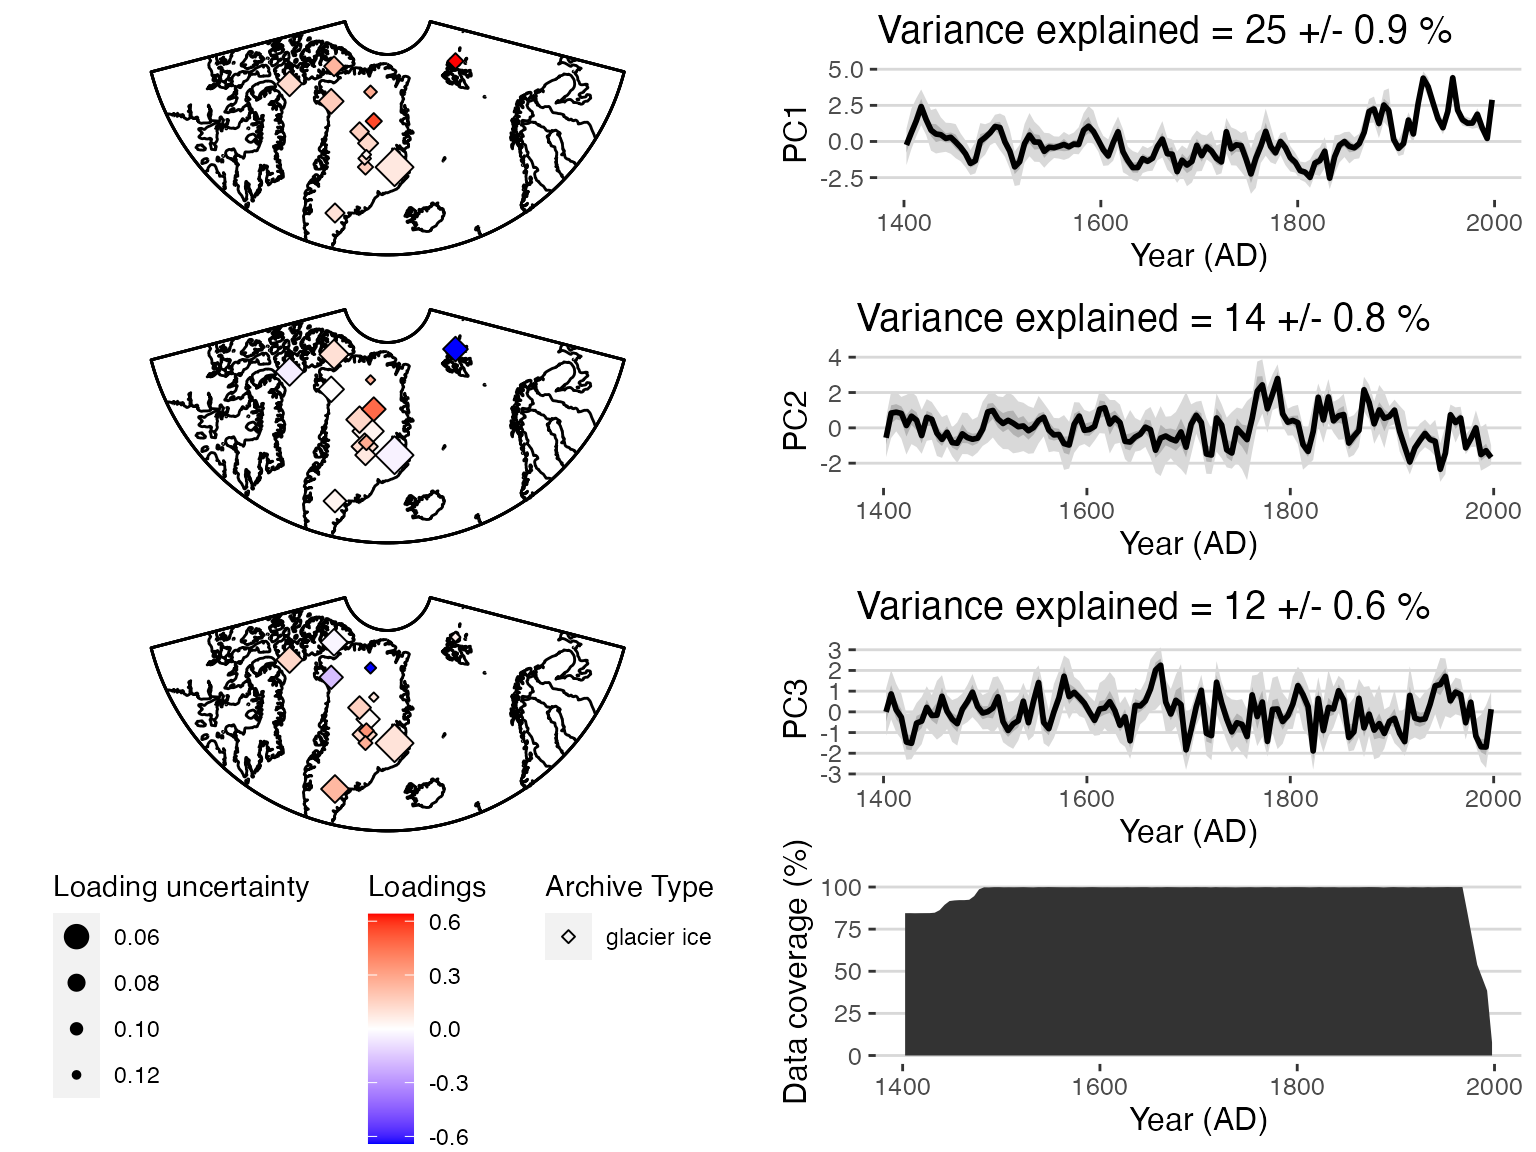 Variance explained = 25 +/- 0.9 %
PC1
5.0
2.5
0.0
-2.5
1400 1600 1800 2000
Year (AD)
Variance explained = 14 +/- 0.8 %
PC2
4
2
0
-2
1400 1600 1800 2000
Year (AD)
Variance explained = 12 +/- 0.6 %
PC3
3
2
1
0
-1
-2
-3
1400 1600 1800 2000
Year (AD)
Data coverage (%)
100
75
50
25
0
1400 1600 1800 2000
Year (AD)
Loading uncertainty
0.06
0.08
0.10
0.12
Loadings
0.6
0.3
0.0
-0.3
-0.6
Archive Type
glacier ice